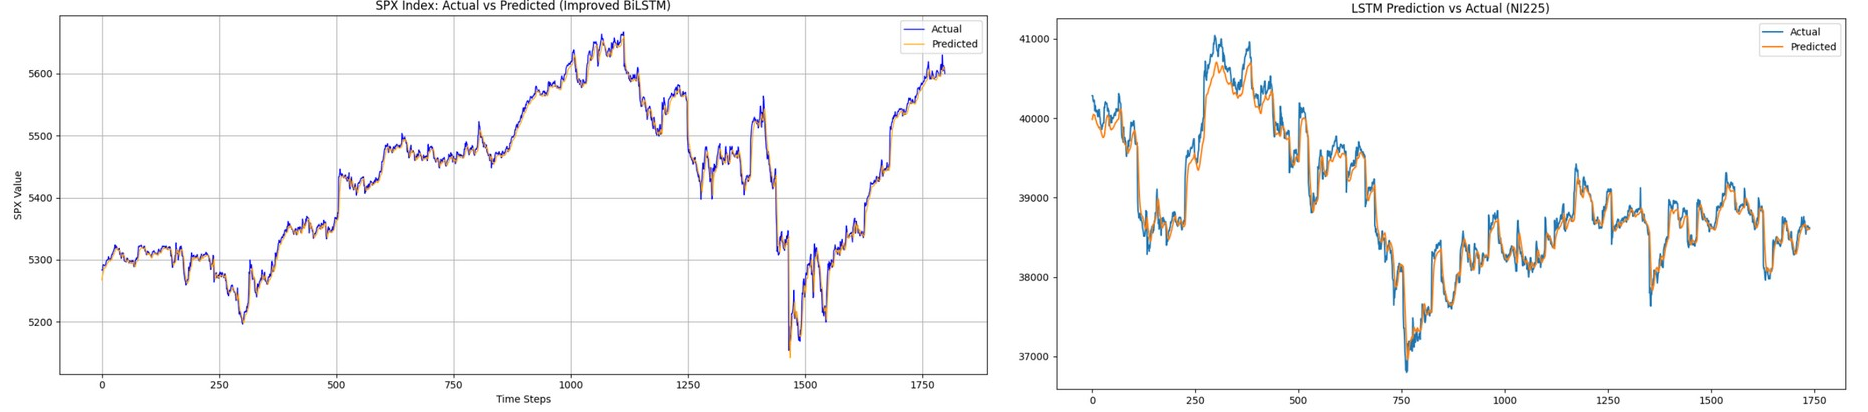 SPX Index: Actual vs Predicted (Improved BiLSTM)
Actual
Predicted
5600
5500
5400
5300
5200
SPX Value
0 250 500 750 1000 1250 1500 1750
Time Steps
LSTM Prediction vs Actual (NI225)
Actual
Predicted
41000
40000
39000
38000
37000
0 250 500 750 1000 1250 1500 1750